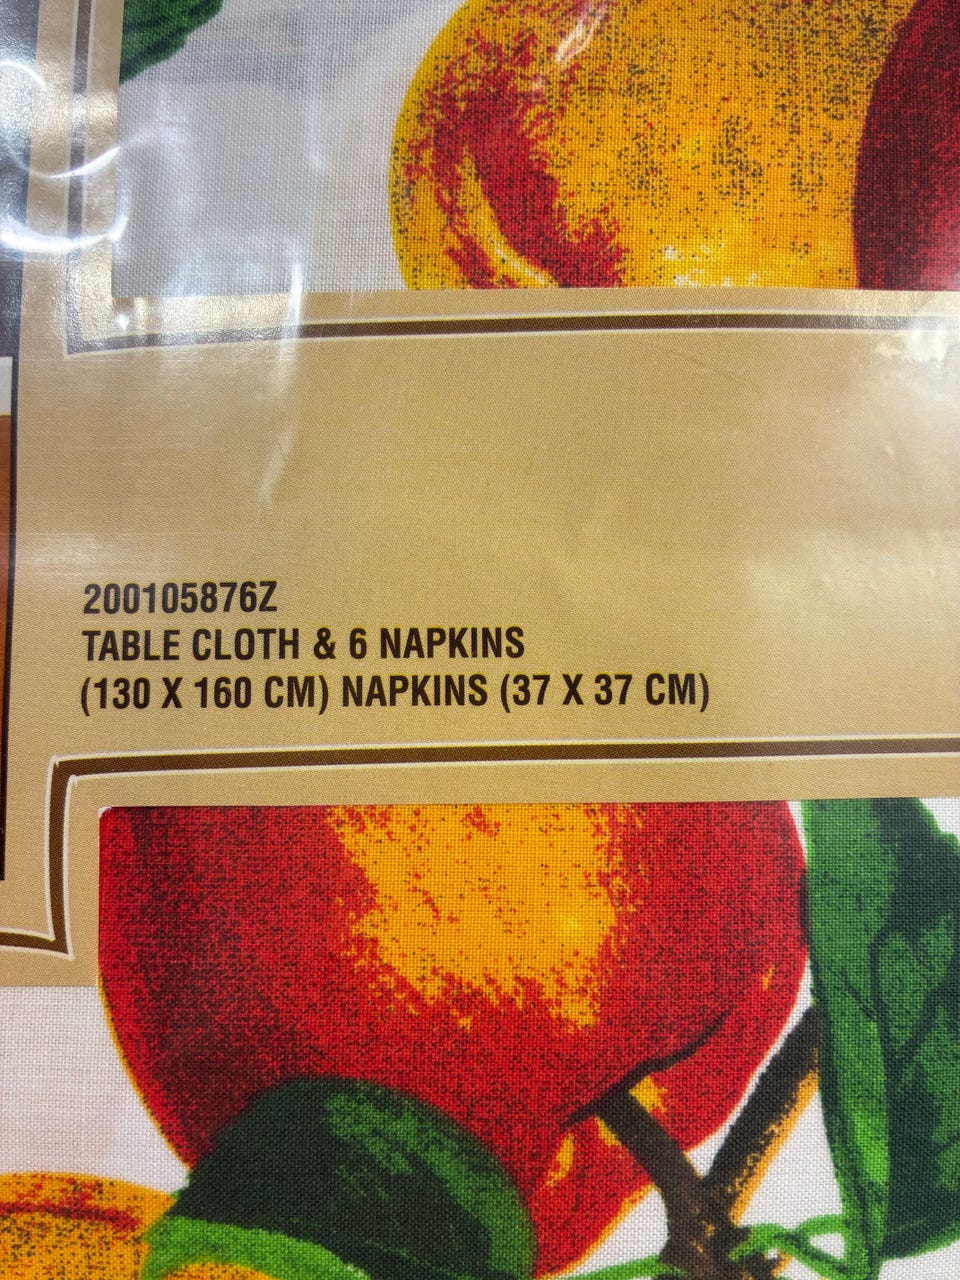 200105876Z
TABLE CLOTH & 6 NAPKINS
(130 X 160 CM) NAPKINS (37 X 37 CM)